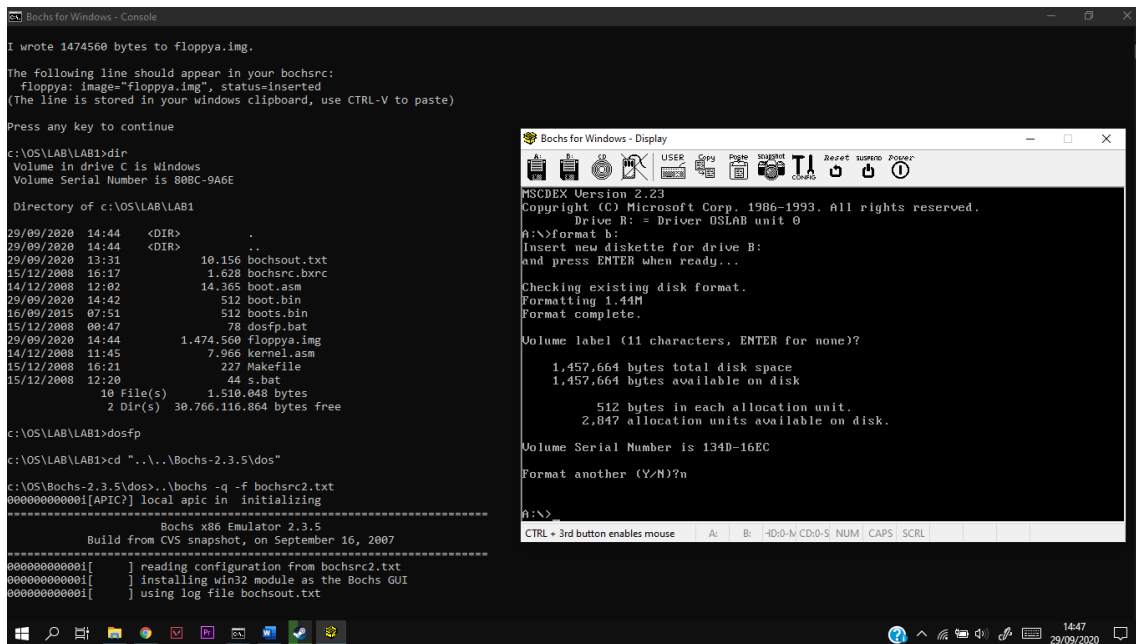 Bochs for Windows - Console
I wrote 1474560 bytes to floppya.img.
The following line should appear in your bochsrc:
floppya: image="floppya.img", status=inserted
(The line is stored in your windows clipboard, use CTRL-V to paste)
Press any key to continue
c:\OS\LAB\LAB1>dir
Volume in drive C is Windows
Volume Serial Number is 80BC-9A6E
Directory of c:\OS\LAB\LAB1
29/09/2020 14:44 <DIR> .
29/09/2020 14:44 <DIR> ..
29/09/2020 13:31 10.156 bochsout.txt
15/12/2008 16:17 1.628 bochsrc.bxrc
14/12/2008 12:02 14.365 boot.asm
29/09/2020 14:42 512 boot.bin
16/09/2015 07:51 512 boots.bin
15/12/2008 00:47 78 dosfp.bat
29/09/2020 14:44 1.474.560 floppya.img
14/12/2008 11:45 7.966 kernel.asm
15/12/2008 16:21 227 Makefile
15/12/2008 12:20 44 s.bat
10 File(s) 1.510.048 bytes
2 Dir(s) 30.766.116.864 bytes free
c:\OS\LAB\LAB1>dosfp
c:\OS\LAB\LAB1>cd "..\..\Bochs-2.3.5\dos"
c:\OS\Bochs-2.3.5\dos>..\bochs -q -f bochsrc2.txt
00000000000i[APIC?] local apic in initializing
========================================================================
Bochs x86 Emulator 2.3.5
Build from CVS snapshot, on September 16, 2007
========================================================================
00000000000i[ ] reading configuration from bochsrc2.txt
00000000000i[ ] installing win32 module as the Bochs GUI
00000000000i[ ] using log file bochsout.txt
Bochs for Windows - Display
A: B: CD USER Copy Paste snapshot CONFIG Reset SUSPEND Power
MSCDEX Version 2.23
Copyright (C) Microsoft Corp. 1986-1993. All rights reserved.
Drive R: = Driver OSLAB unit 0
A:\>format b:
Insert new diskette for drive B:
and press ENTER when ready...
Checking existing disk format.
Formatting 1.44M
Format complete.
Volume label (11 characters, ENTER for none)?
1,457,664 bytes total disk space
1,457,664 bytes available on disk
512 bytes in each allocation unit.
2,847 allocation units available on disk.
Volume Serial Number is 134D-16EC
Format another (Y/N)?n
A:\>_
CTRL + 3rd button enables mouse A: B: HD:0-M CD:0-S NUM CAPS SCRL
14:47
29/09/2020